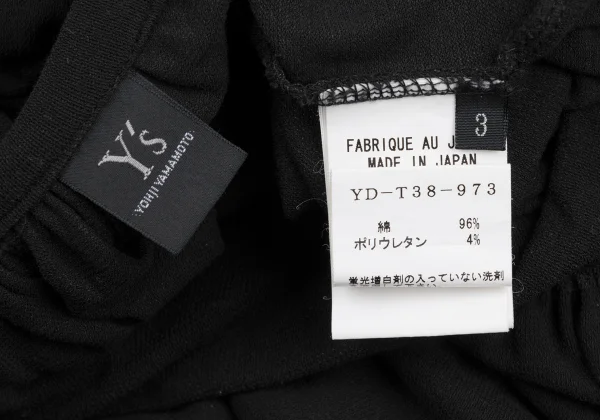 Y's
YOHJI YAMAMOTO
3
FABRIQUE AU J
MADE IN JAPAN
YD-T38-973
綿 96%
ポリウレタン 4%
蛍光増白剤の入っていない洗剤